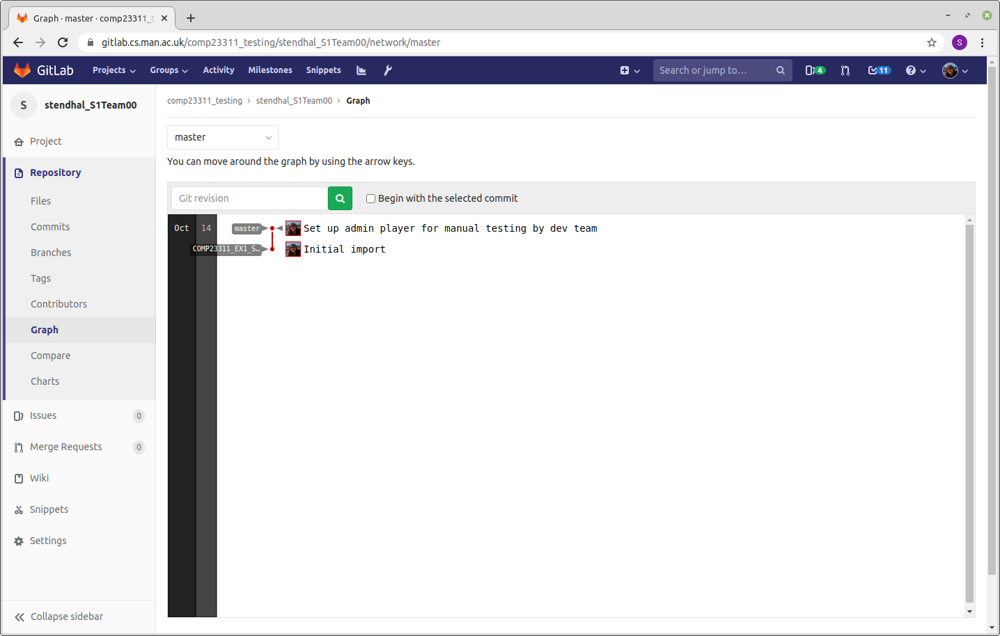 Graph · master · comp23311_t
gitlab.cs.man.ac.uk/comp23311_testing/stendhal_S1Team00/network/master
S
GitLab Projects Groups Activity Milestones Snippets Search or jump to… 4 11
S stendhal_S1Team00
comp23311_testing › stendhal_S1Team00 › Graph
Project
Repository
Files
Commits
Branches
Tags
Contributors
Graph
Compare
Charts
Issues 0
Merge Requests 0
Wiki
Snippets
Settings
Collapse sidebar
master
You can move around the graph by using the arrow keys.
Git revision Begin with the selected commit
Oct 14 master Set up admin player for manual testing by dev team
COMP23311_EX1_S… Initial import